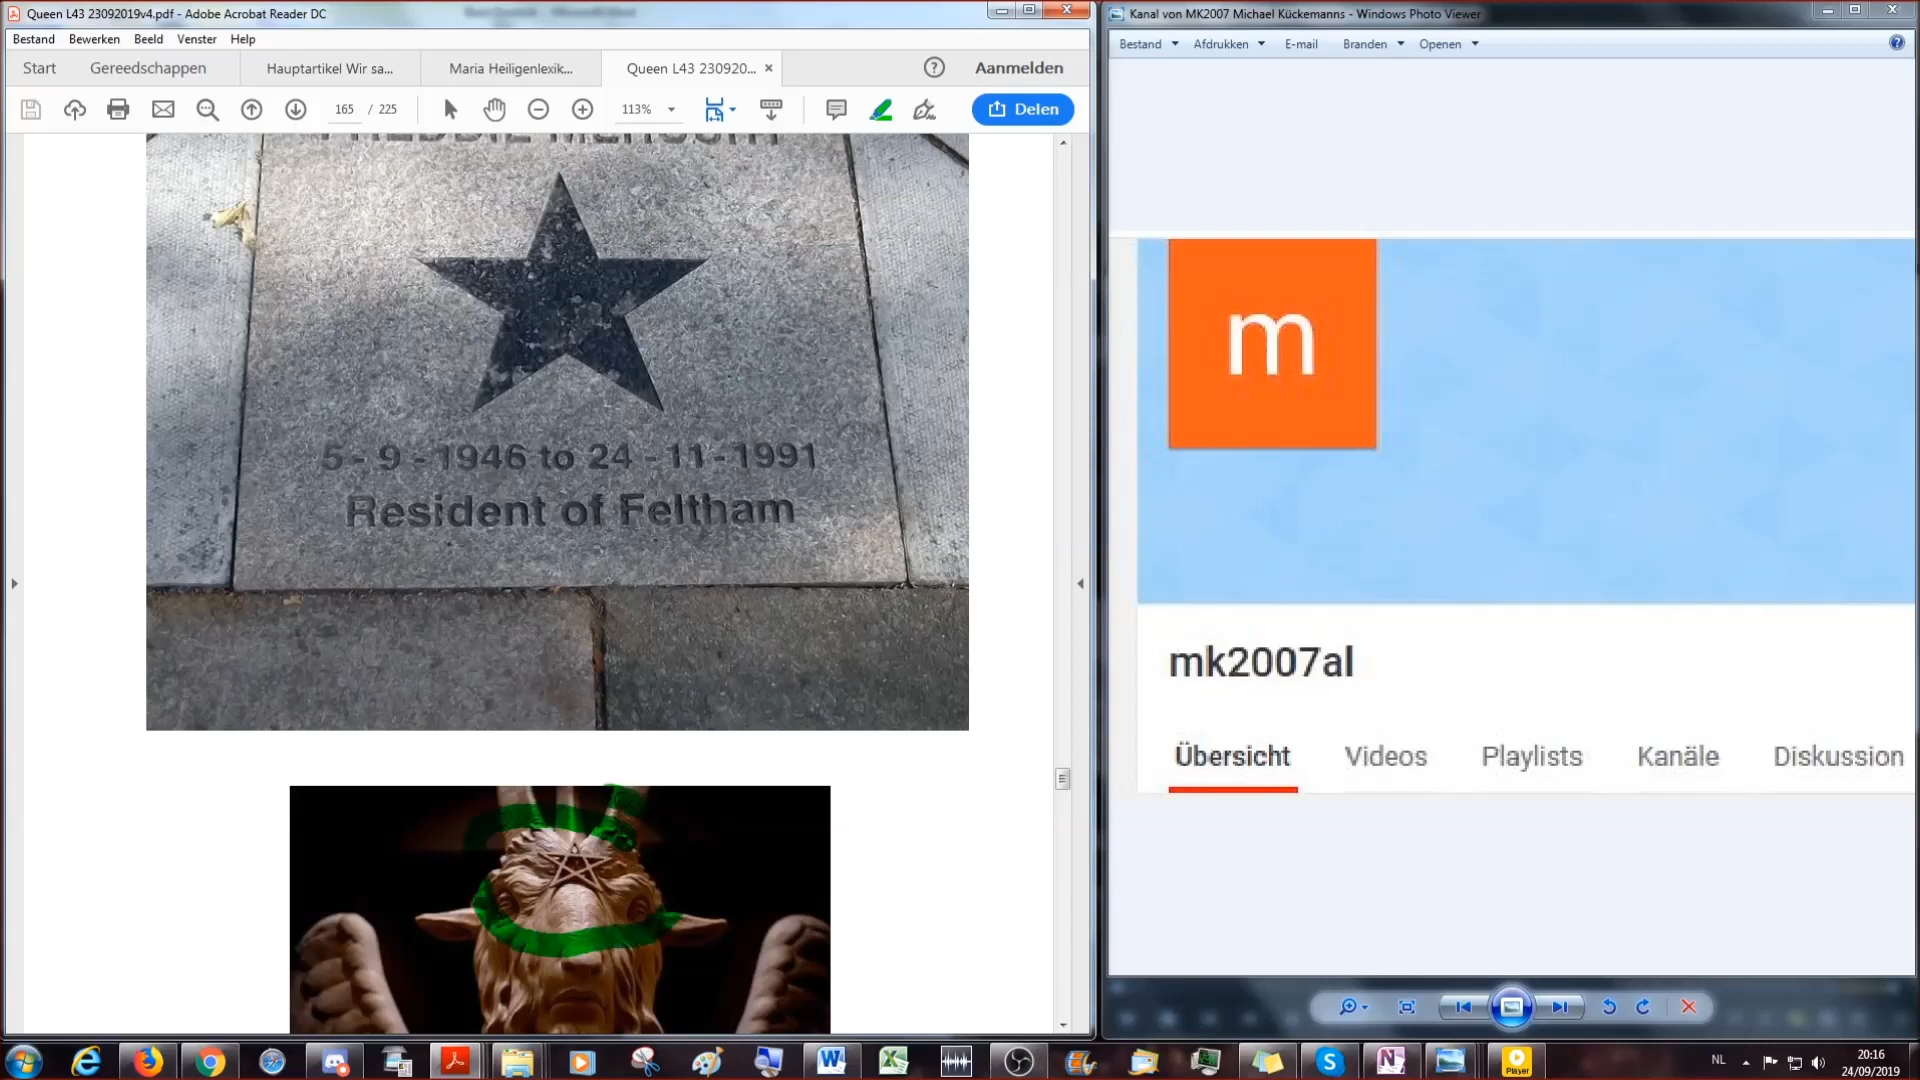 Queen L43 23092019v4.pdf - Adobe Acrobat Reader DC
Bestand Bewerken Beeld Venster Help
Start Gereedschappen Hauptartikel Wir sa... Maria Heiligenlexik... Queen L43 230920... × Aanmelden
165 / 225 113% Delen
FREDDIE MERCURY
5 - 9 - 1946 to 24 - 11 - 1991
Resident of Feltham
Kanal von MK2007 Michael Kückemanns - Windows Photo Viewer
Bestand Afdrukken E-mail Branden Openen
m
mk2007al
Übersicht Videos Playlists Kanäle Diskussion
Player
NL
20:16
24/09/2019